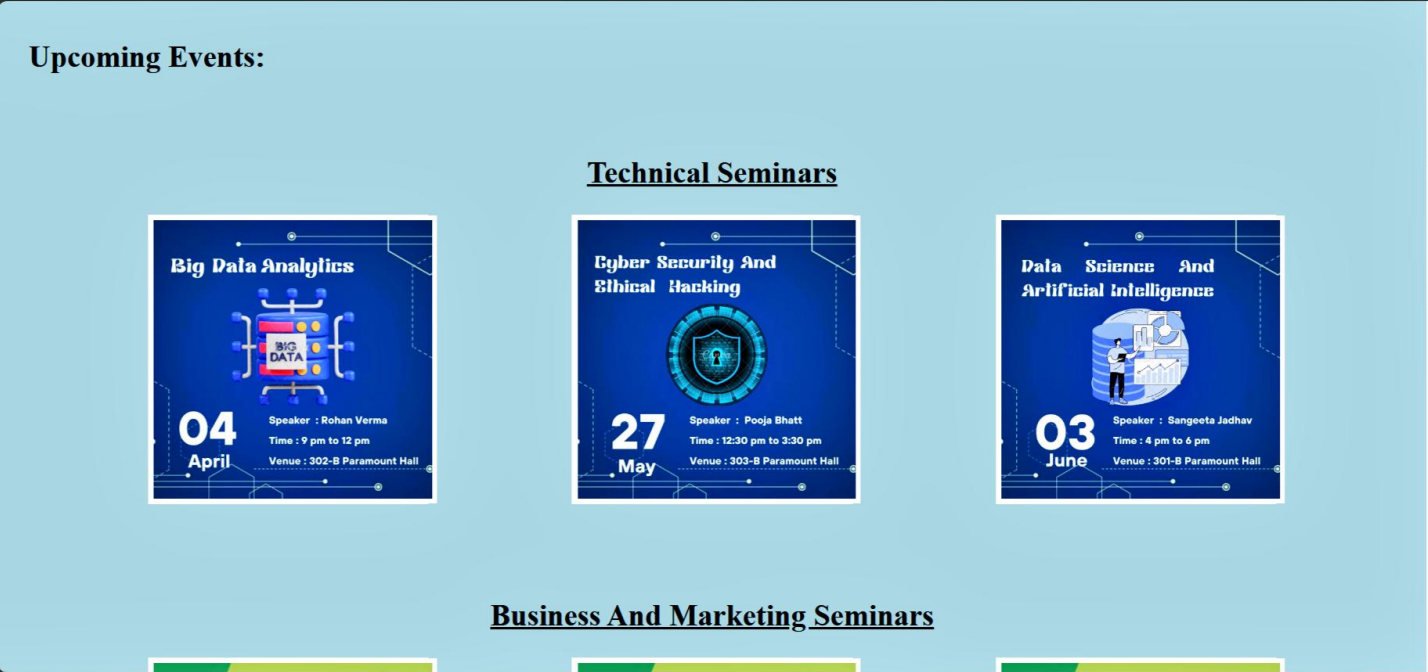 Upcoming Events:
Technical Seminars
Big Data Analytics
BIG
DATA
04
April
Speaker : Rohan Verma
Time : 9 pm to 12 pm
Venue : 302-B Paramount Hall
Cyber Security And
Ethical Hacking
27
May
Speaker : Pooja Bhatt
Time : 12:30 pm to 3:30 pm
Venue : 303-B Paramount Hall
Data Science And
Artificial Intelligence
03
June
Speaker : Sangeeta Jadhav
Time : 4 pm to 6 pm
Venue : 301-B Paramount Hall
Business And Marketing Seminars